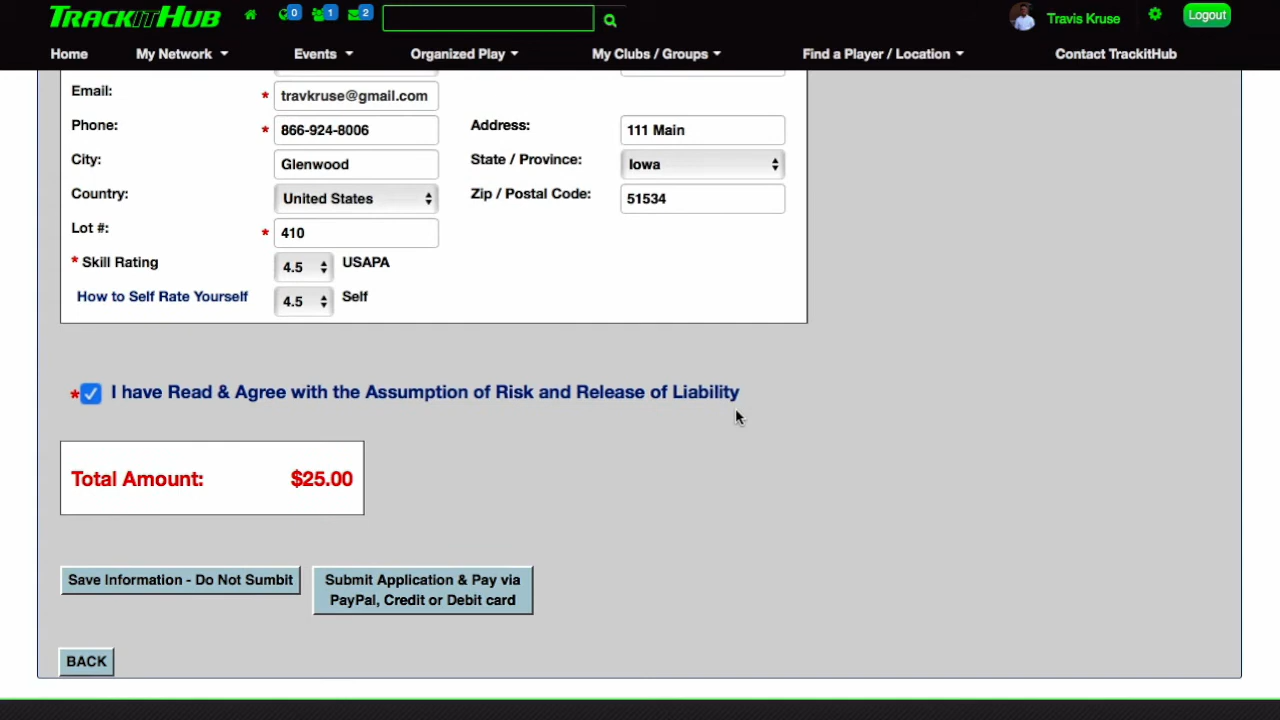 TRACKITHUB 0 1 2 Travis Kruse Logout
Home My Network Events Organized Play My Clubs / Groups Find a Player / Location Contact TrackitHub
Email: * travkruse@gmail.com
Phone: * 866-924-8006 Address: 111 Main
City: Glenwood State / Province: Iowa
Country: United States Zip / Postal Code: 51534
Lot #: * 410
* Skill Rating 4.5 USAPA
How to Self Rate Yourself 4.5 Self
* I have Read & Agree with the Assumption of Risk and Release of Liability
Total Amount: $25.00
Save Information - Do Not Sumbit
Submit Application & Pay via
PayPal, Credit or Debit card
BACK